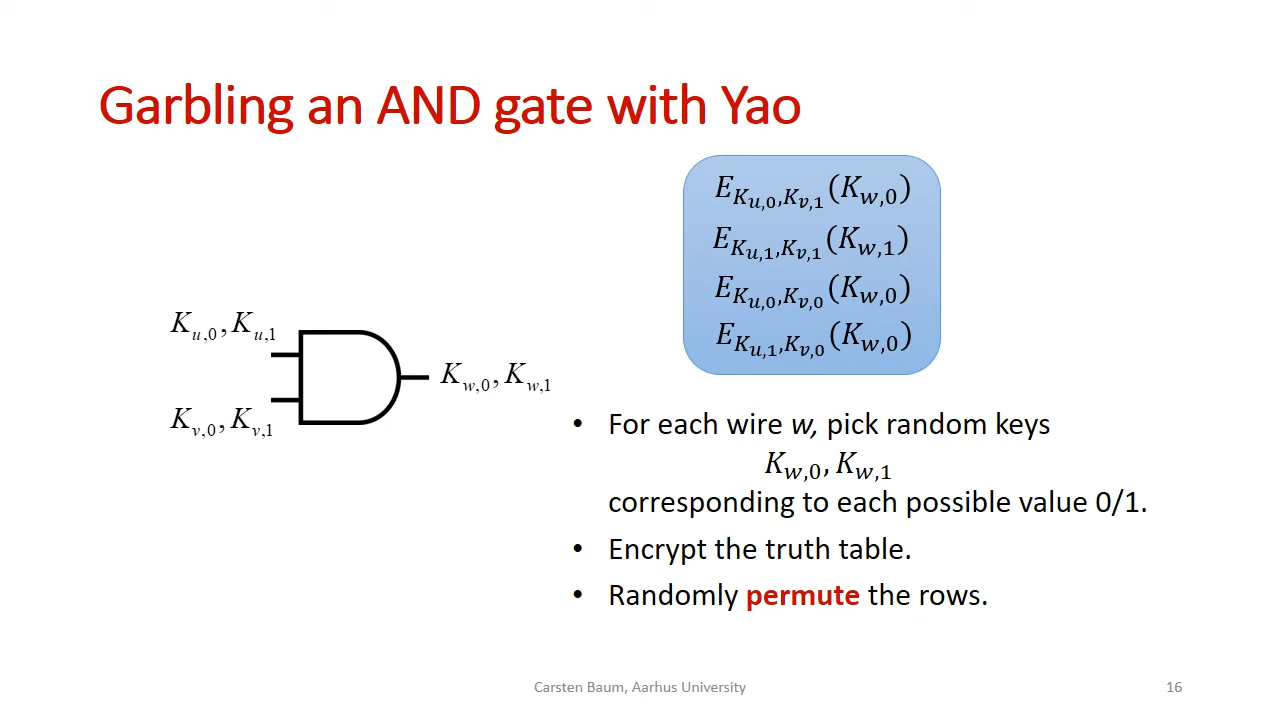 Garbling an AND gate with Yao
E_{K_{u,0},K_{v,1}}(K_{w,0})
E_{K_{u,1},K_{v,1}}(K_{w,1})
E_{K_{u,0},K_{v,0}}(K_{w,0})
E_{K_{u,1},K_{v,0}}(K_{w,0})
K_{u,0}, K_{u,1}
K_{v,0}, K_{v,1}
K_{w,0}, K_{w,1}
• For each wire w, pick random keys
K_{w,0}, K_{w,1}
corresponding to each possible value 0/1.
• Encrypt the truth table.
• Randomly permute the rows.
Carsten Baum, Aarhus University
16